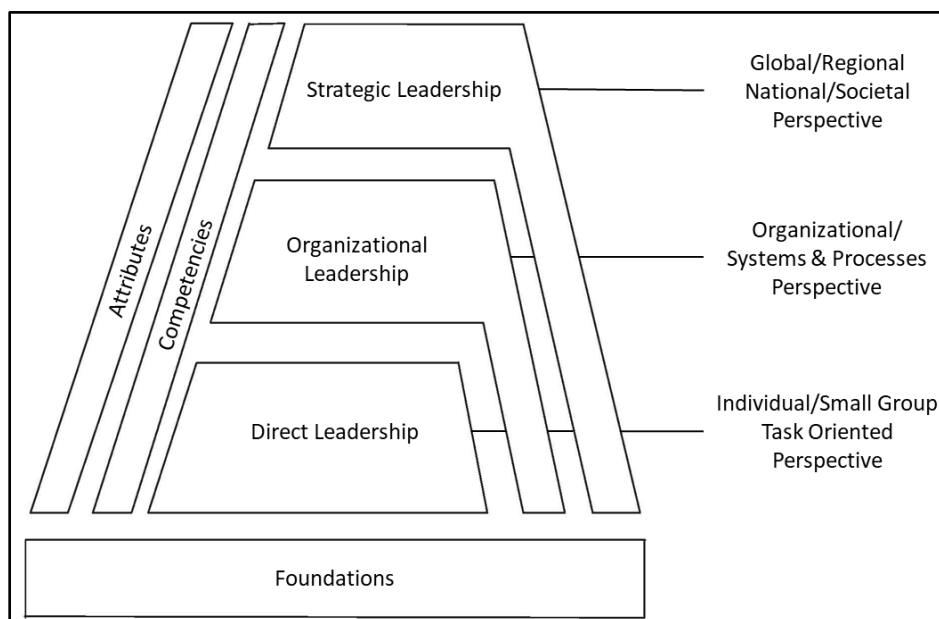 Strategic Leadership
Global/Regional
National/Societal
Perspective
Attributes
Competencies
Organizational
Leadership
Organizational/
Systems & Processes
Perspective
Direct Leadership
Individual/Small Group
Task Oriented
Perspective
Foundations